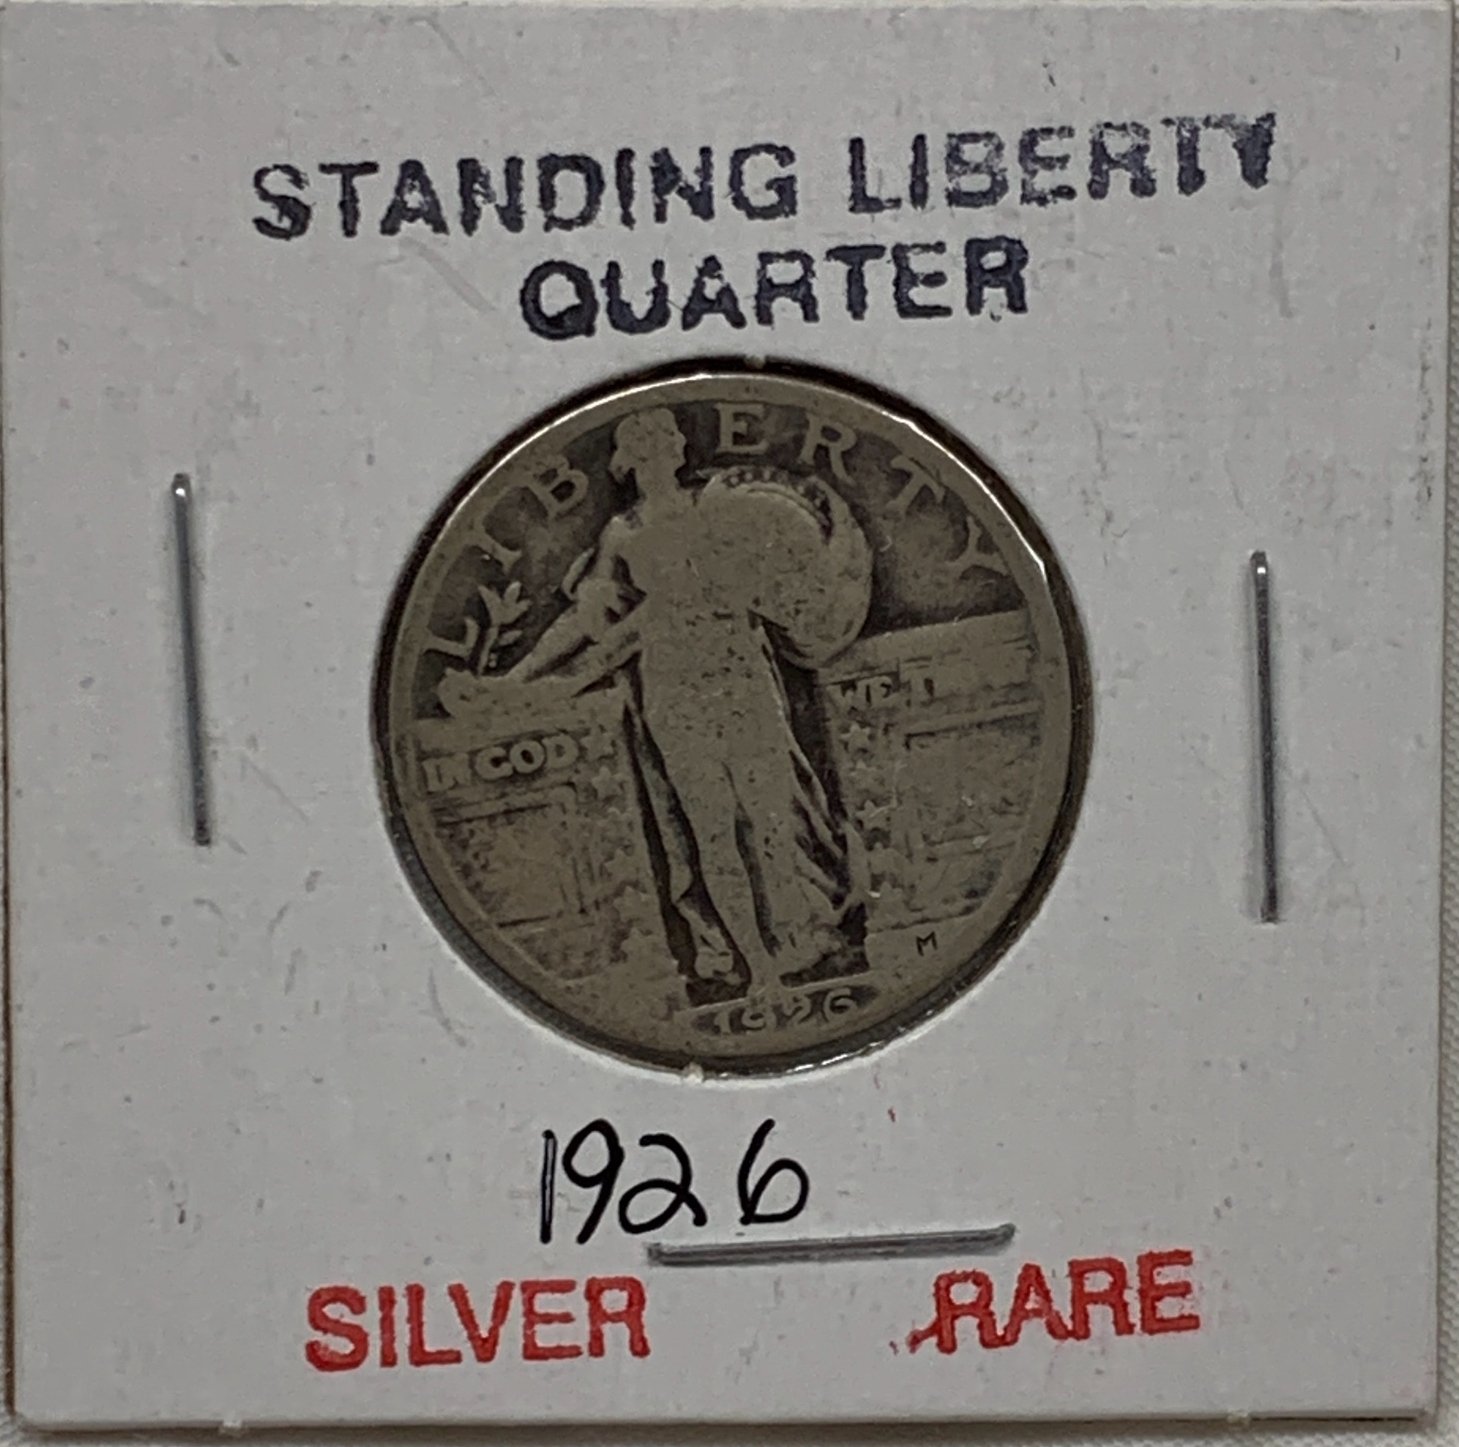 STANDING LIBERTY
QUARTER
LIBERTY
IN GOD
WE
M
1926
1926
SILVER RARE